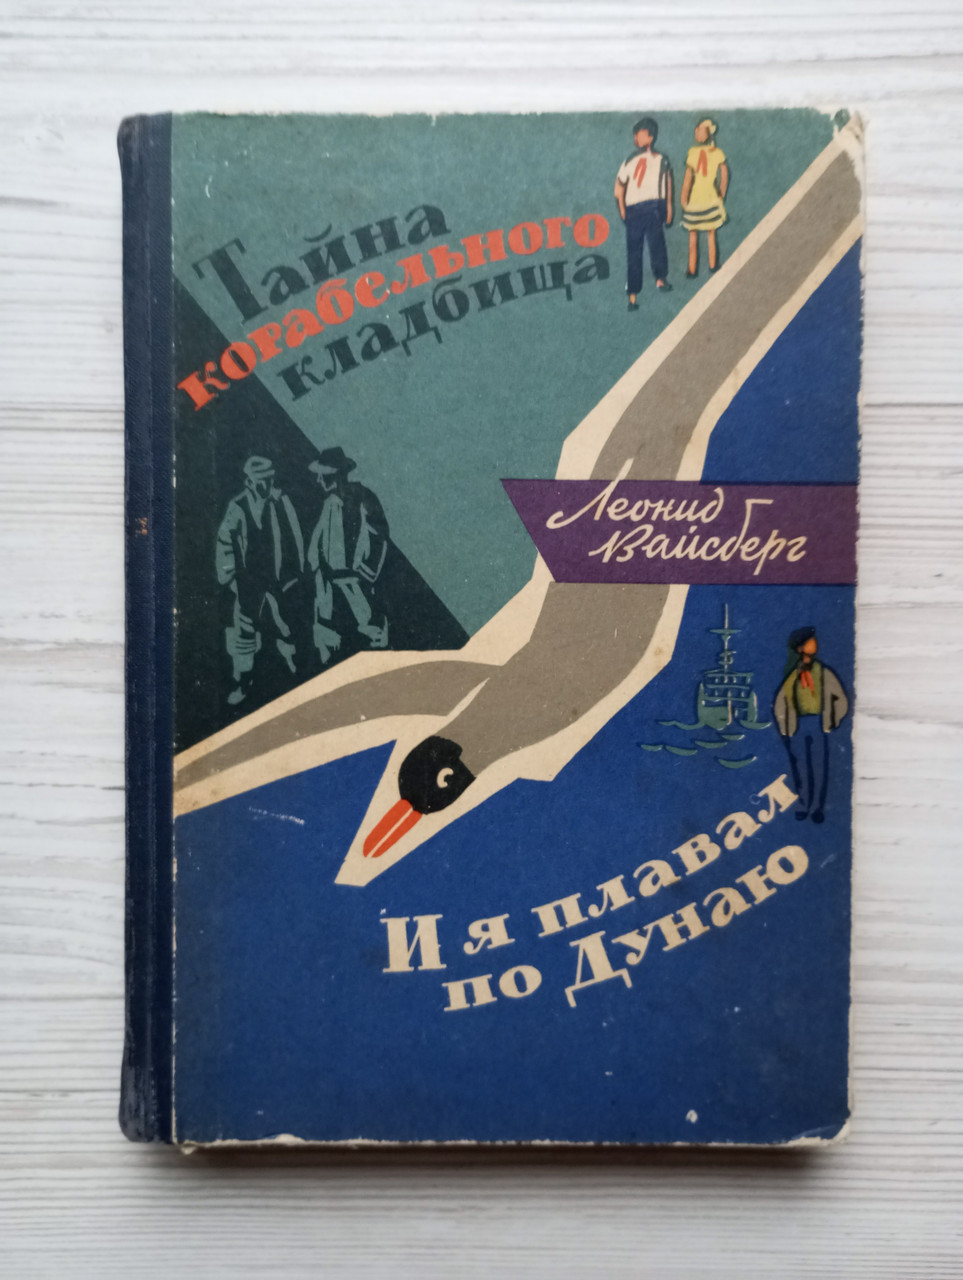 Тайна
корабельного
кладбища
Леонид
Вайсберг
И я плавал
по Дунаю